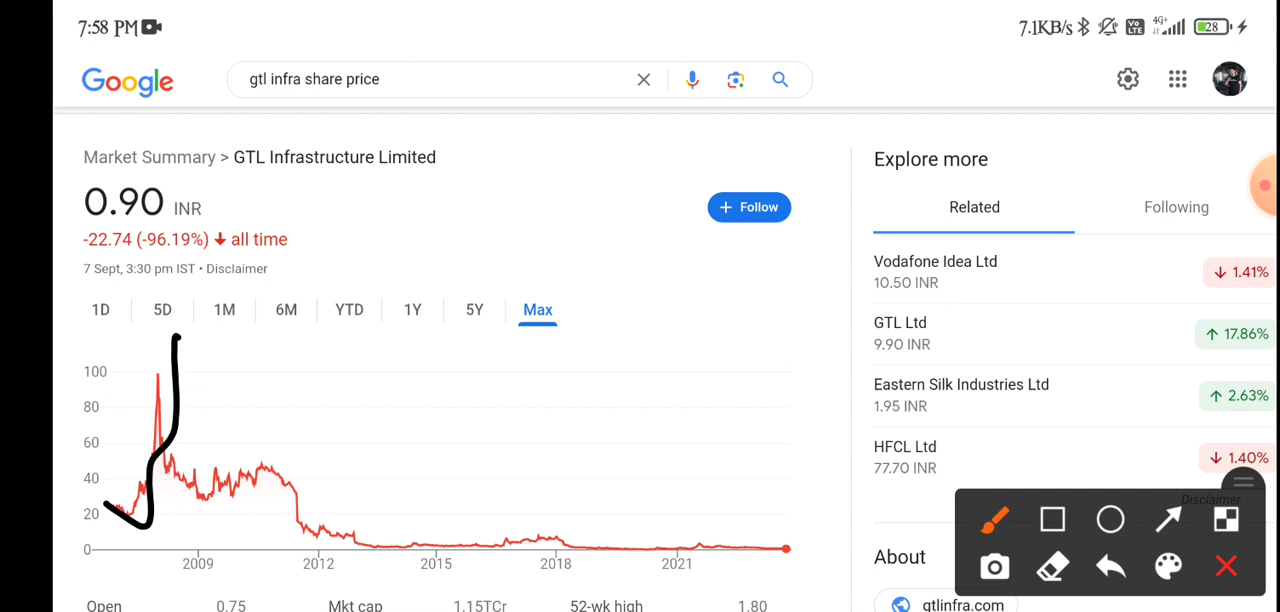 7:58 PM
7.1KB/s 4G+ Vo LTE 28
Google
gtl infra share price
Market Summary > GTL Infrastructure Limited
0.90 INR
-22.74 (-96.19%) ↓ all time
7 Sept, 3:30 pm IST • Disclaimer
+ Follow
1D 5D 1M 6M YTD 1Y 5Y Max
100
80
60
40
20
0
2009 2012 2015 2018 2021
Open 0.75 Mkt cap 1.15TCr 52-wk high 1.80
Explore more
Related Following
Vodafone Idea Ltd
10.50 INR
↓ 1.41%
GTL Ltd
9.90 INR
↑ 17.86%
Eastern Silk Industries Ltd
1.95 INR
↑ 2.63%
HFCL Ltd
77.70 INR
↓ 1.40%
Disclaimer
About
gtlinfra.com